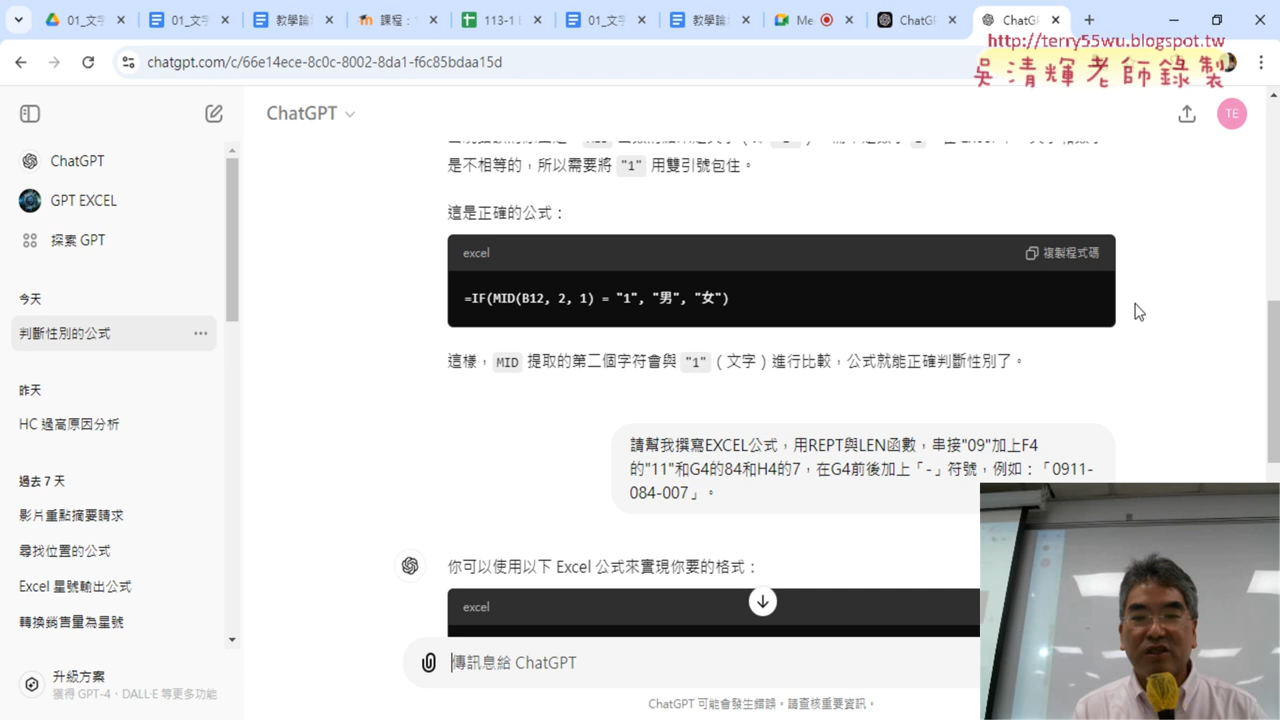 01_文字
01_文字
教學論
課程：1
113-1
01_文字
教學論
Me
ChatGP
ChatGP
http://terry55wu.blogspot.tw
吳清輝老師錄製
chatgpt.com/c/66e14ece-8c0c-8002-8da1-f6c85bdaa15d
ChatGPT
TE
ChatGPT
GPT EXCEL
探索 GPT
今天
判斷性別的公式
昨天
HC 過高原因分析
過去 7 天
影片重點摘要請求
尋找位置的公式
Excel 星號輸出公式
轉換銷售量為星號
升級方案
獲得 GPT-4、DALL·E 等更多功能
是不相等的，所以需要將 "1" 用雙引號包住。
這是正確的公式：
excel
複製程式碼
=IF(MID(B12, 2, 1) = "1", "男", "女")
這樣，MID 提取的第二個字符會與 "1"（文字）進行比較，公式就能正確判斷性別了。
請幫我撰寫EXCEL公式，用REPT與LEN函數，串接"09"加上F4
的"11"和G4的84和H4的7，在G4前後加上「-」符號，例如：「0911-
084-007」。
你可以使用以下 Excel 公式來實現你要的格式：
excel
傳訊息給 ChatGPT
ChatGPT 可能會發生錯誤。請查核重要資訊。